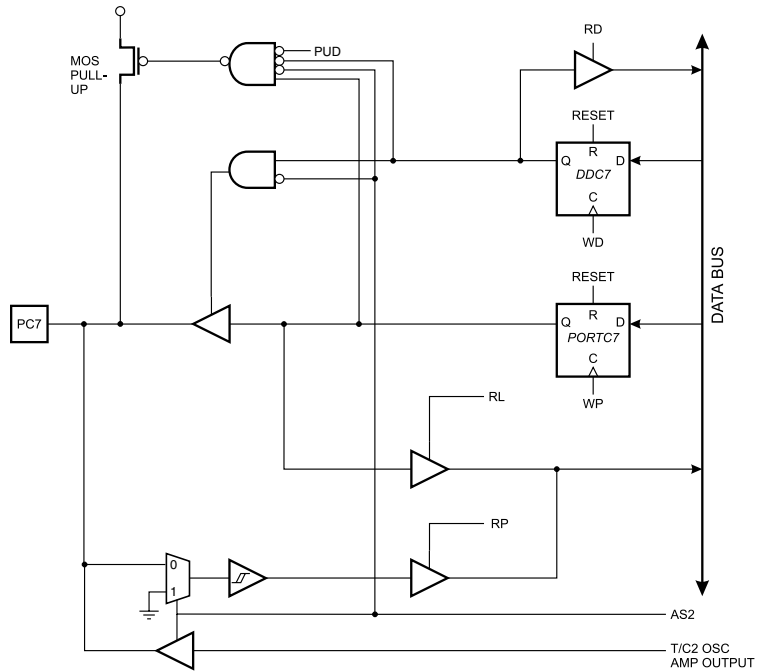 RD
PUD
MOS
PULL-
UP
RESET
R
Q
D
DDC7
C
WD
DATA BUS
RESET
PC7
R
Q
D
PORTC7
C
WP
RL
RP
0
1
AS2
T/C2 OSC
AMP OUTPUT